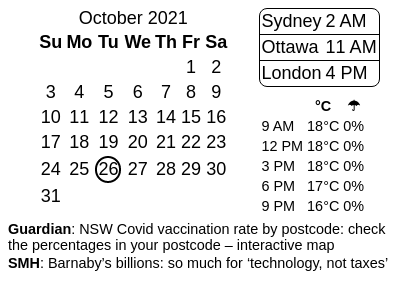 October 2021
Su Mo Tu We Th Fr Sa
1 2
3 4 5 6 7 8 9
10 11 12 13 14 15 16
17 18 19 20 21 22 23
24 25 26 27 28 29 30
31
Sydney 2 AM
Ottawa 11 AM
London 4 PM
°C ☂
9 AM 18°C 0%
12 PM 18°C 0%
3 PM 18°C 0%
6 PM 17°C 0%
9 PM 16°C 0%
Guardian: NSW Covid vaccination rate by postcode: check
the percentages in your postcode – interactive map
SMH: Barnaby’s billions: so much for ‘technology, not taxes’